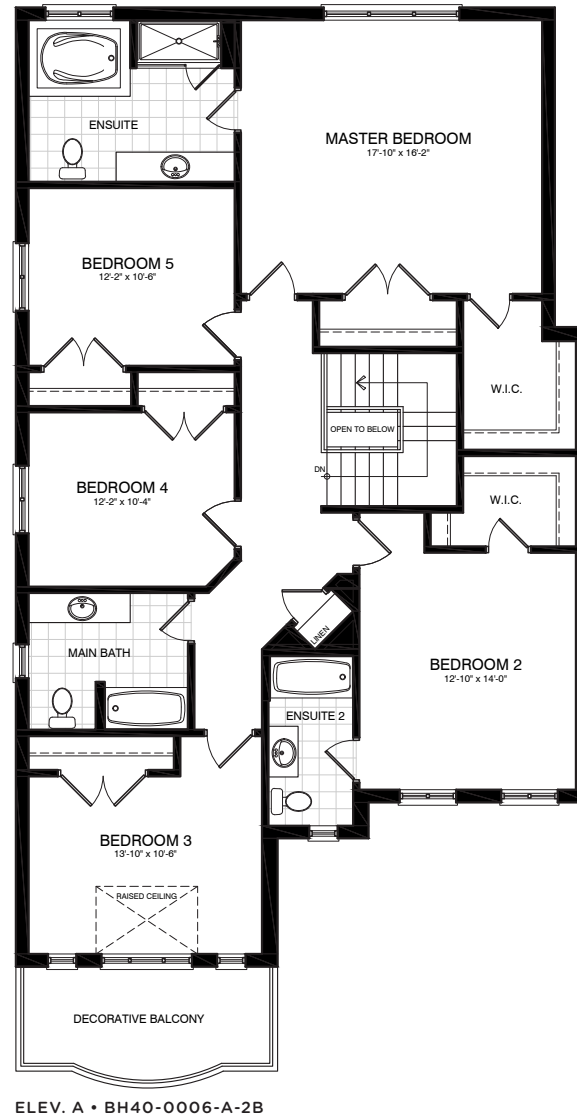 ENSUITE
MASTER BEDROOM
17'-10" x 16'-2"
BEDROOM 5
12'-2" x 10'-6"
W.I.C.
OPEN TO BELOW
DN
BEDROOM 4
12'-2" x 10'-4"
W.I.C.
LINEN
MAIN BATH
BEDROOM 2
12'-10" x 14'-0"
ENSUITE 2
BEDROOM 3
13'-10" x 10'-6"
RAISED CEILING
DECORATIVE BALCONY
ELEV. A • BH40-0006-A-2B